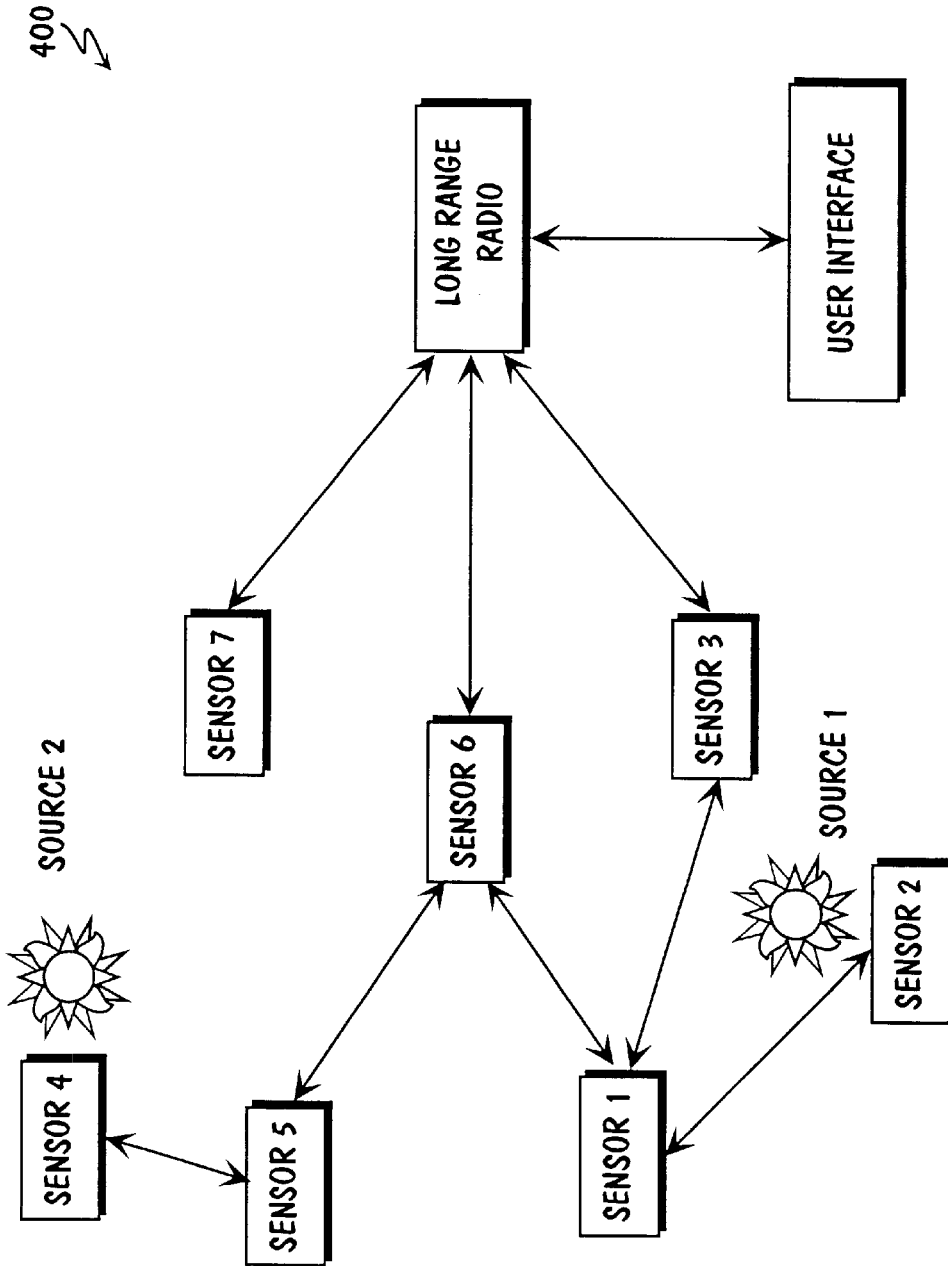 400
SOURCE 2
SENSOR 4
SENSOR 5
SENSOR 7
SENSOR 6
LONG RANGE
RADIO
SENSOR 1
SENSOR 3
SOURCE 1
SENSOR 2
USER INTERFACE